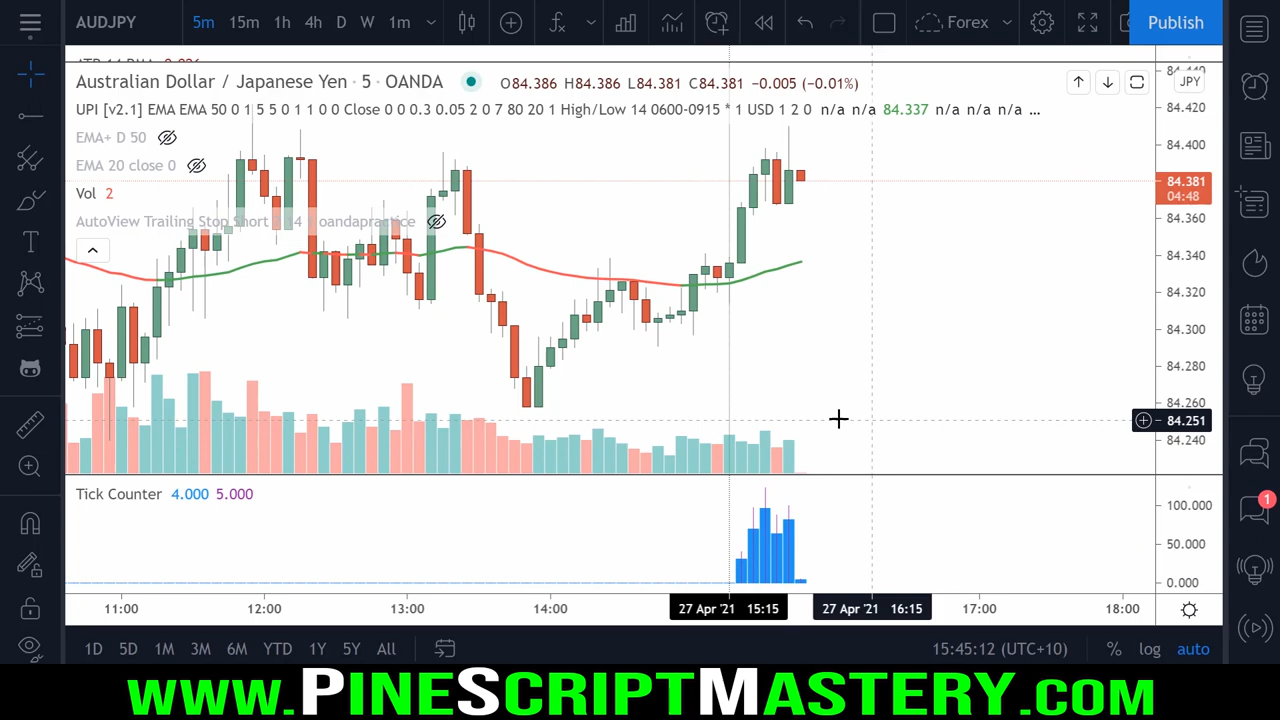 AUDJPY 5m 15m 1h 4h D W 1m Forex Publish
Australian Dollar / Japanese Yen · 5 · OANDA O84.386 H84.386 L84.381 C84.381 −0.005 (−0.01%) JPY
UPI [v2.1] EMA EMA 50 0 1 5 5 0 1 1 0 0 Close 0 0 0.3 0.05 2 0 7 80 20 1 High/Low 14 0600-0915 * 1 USD 1 2 0 n/a n/a 84.337 n/a n/a n/a ...
EMA+ D 50
EMA 20 close 0
Vol 2
AutoView Trailing Stop Short 2 14 1 oandapractice
84.420
84.400
84.381
04:48
84.360
84.340
84.320
84.300
84.280
84.260
84.251
84.240
Tick Counter 4.000 5.000
100.000
50.000
0.000
11:00 12:00 13:00 14:00 27 Apr '21 15:15 27 Apr '21 16:15 17:00 18:00
1D 5D 1M 3M 6M YTD 1Y 5Y All 15:45:12 (UTC+10) % log auto
1
www.PineScriptMastery.com